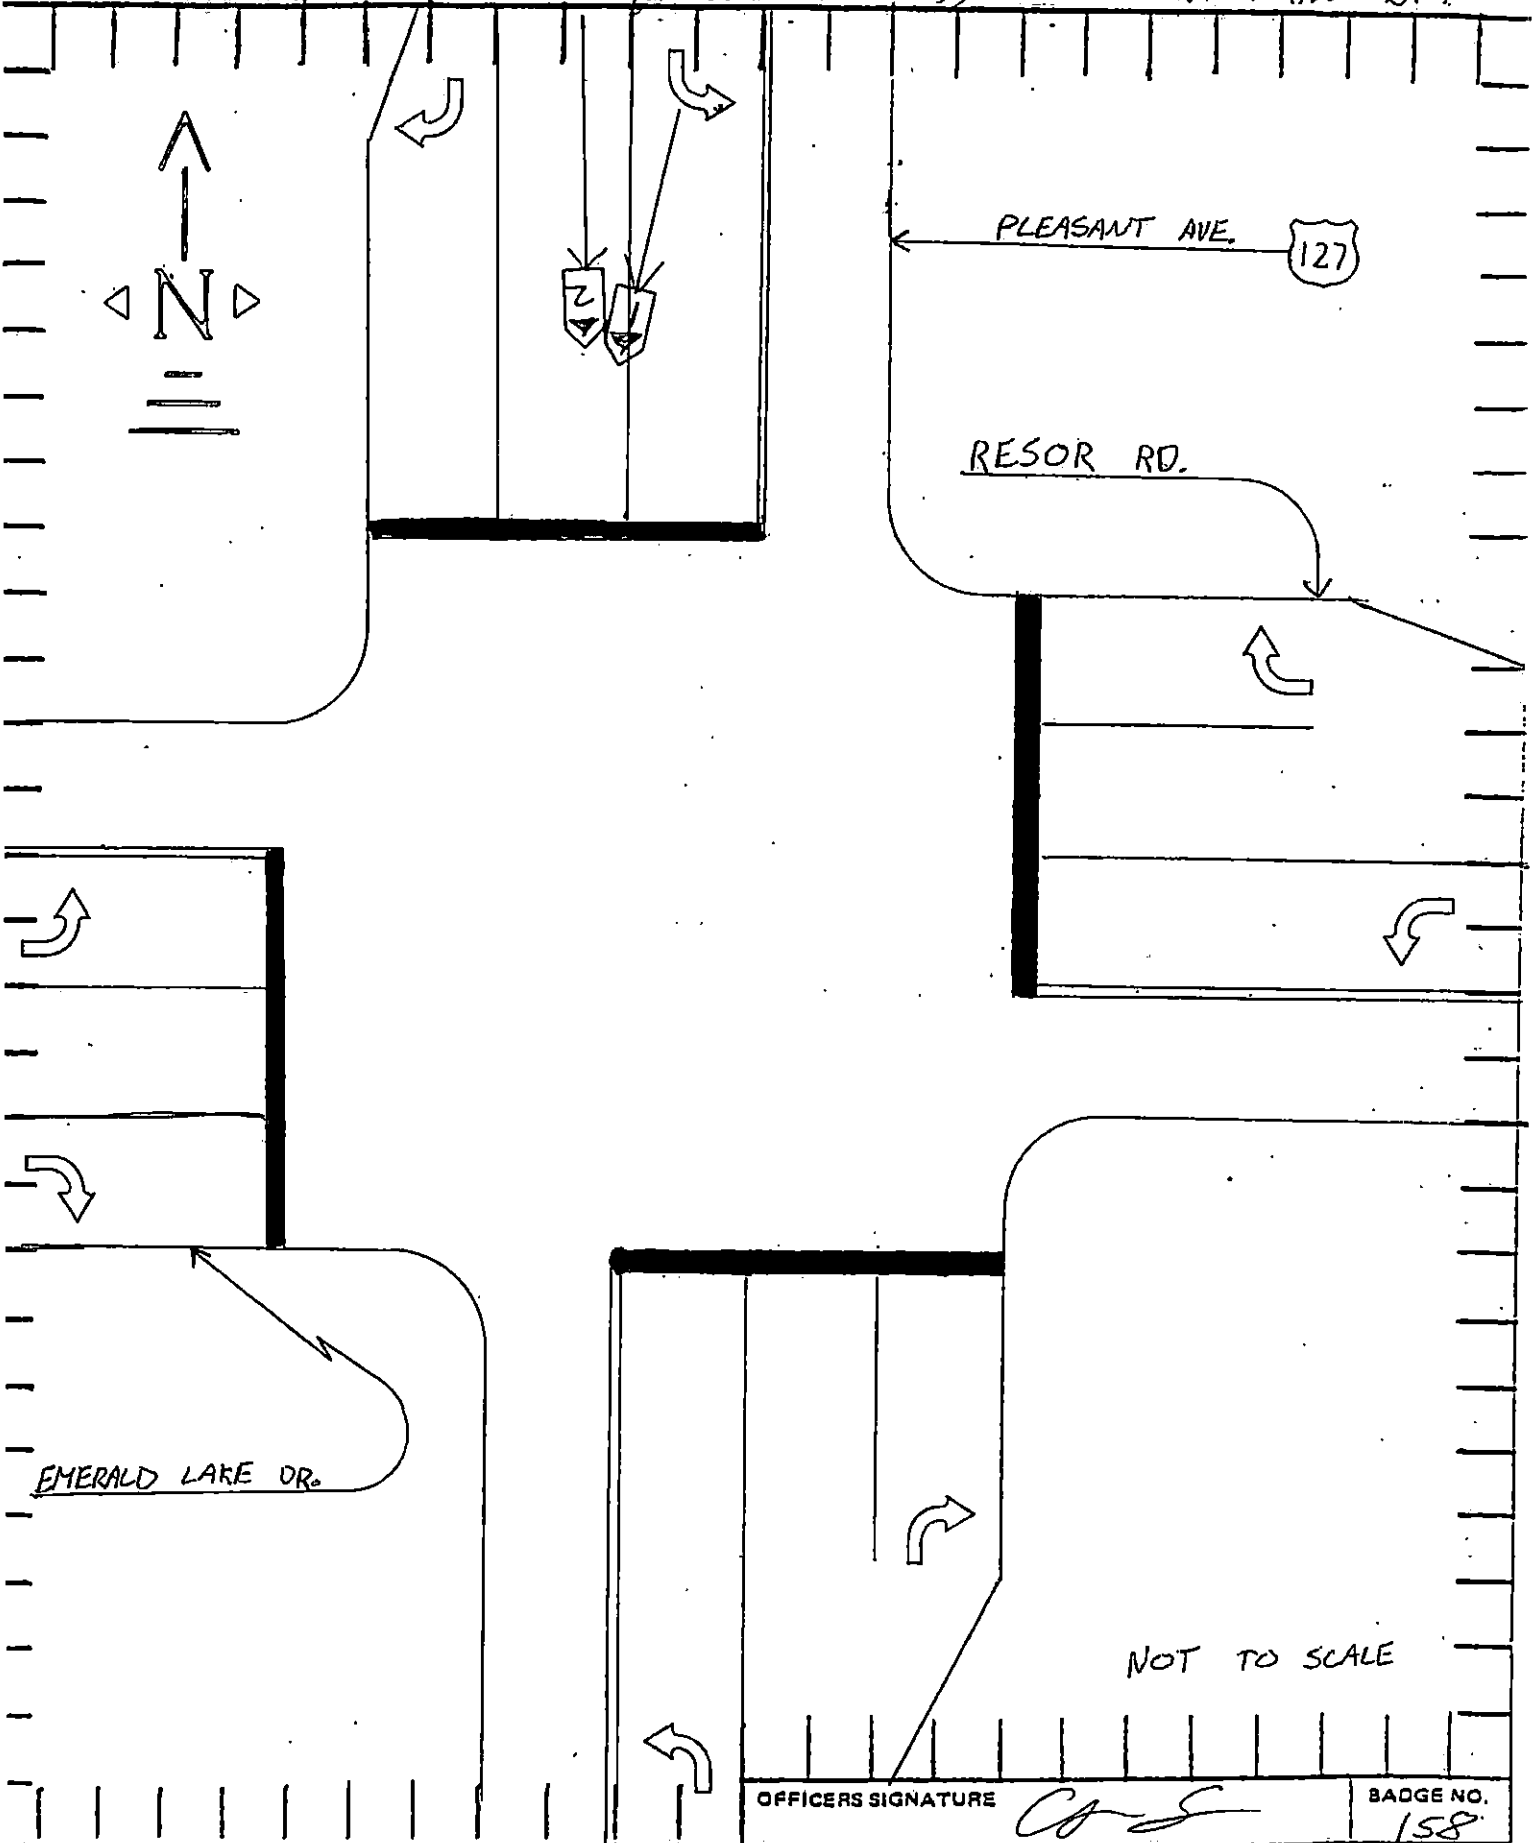 PLEASANT AVE.
127
N
2
1
RESOR RD.
EMERALD LAKE DR.
NOT TO SCALE
OFFICERS SIGNATURE
BADGE NO.
158